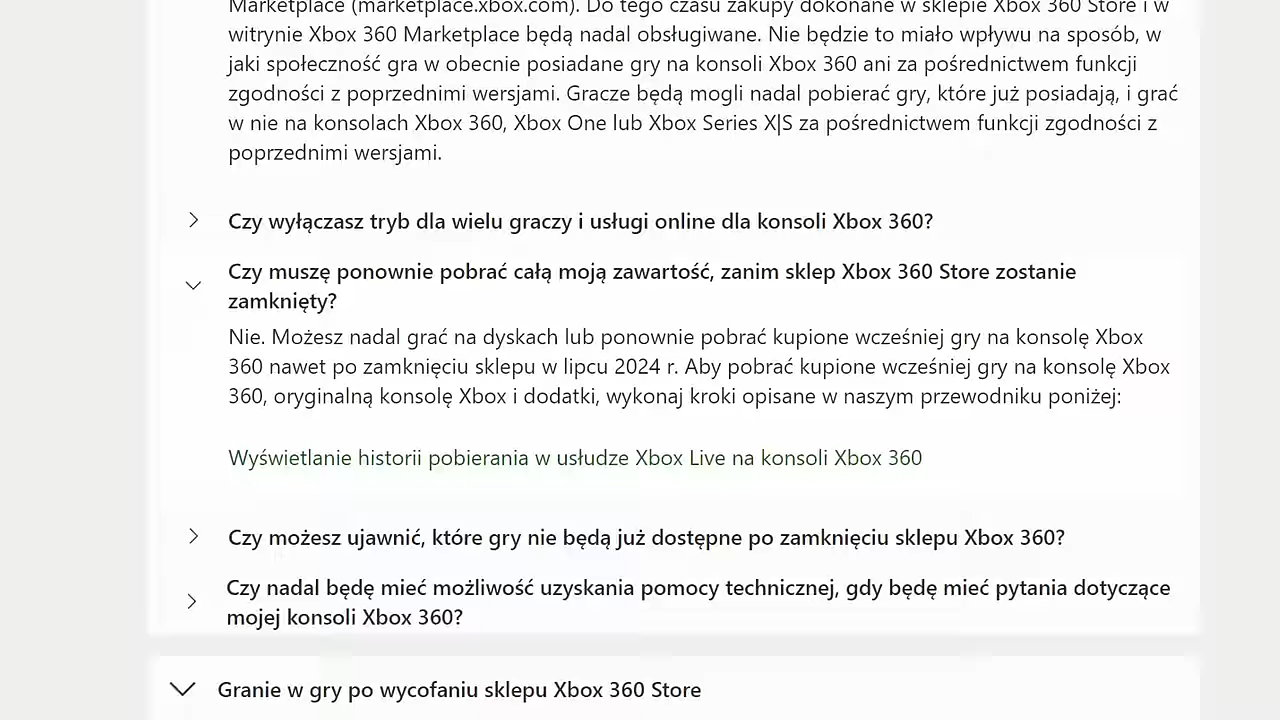 Marketplace (marketplace.xbox.com). Do tego czasu zakupy dokonane w sklepie Xbox 360 Store i w
witrynie Xbox 360 Marketplace będą nadal obsługiwane. Nie będzie to miało wpływu na sposób, w
jaki społeczność gra w obecnie posiadane gry na konsoli Xbox 360 ani za pośrednictwem funkcji
zgodności z poprzednimi wersjami. Gracze będą mogli nadal pobierać gry, które już posiadają, i grać
w nie na konsolach Xbox 360, Xbox One lub Xbox Series X|S za pośrednictwem funkcji zgodności z
poprzednimi wersjami.
Czy wyłączasz tryb dla wielu graczy i usługi online dla konsoli Xbox 360?
Czy muszę ponownie pobrać całą moją zawartość, zanim sklep Xbox 360 Store zostanie
zamknięty?
Nie. Możesz nadal grać na dyskach lub ponownie pobrać kupione wcześniej gry na konsolę Xbox
360 nawet po zamknięciu sklepu w lipcu 2024 r. Aby pobrać kupione wcześniej gry na konsolę Xbox
360, oryginalną konsolę Xbox i dodatki, wykonaj kroki opisane w naszym przewodniku poniżej:
Wyświetlanie historii pobierania w usłudze Xbox Live na konsoli Xbox 360
Czy możesz ujawnić, które gry nie będą już dostępne po zamknięciu sklepu Xbox 360?
Czy nadal będę mieć możliwość uzyskania pomocy technicznej, gdy będę mieć pytania dotyczące
mojej konsoli Xbox 360?
Granie w gry po wycofaniu sklepu Xbox 360 Store